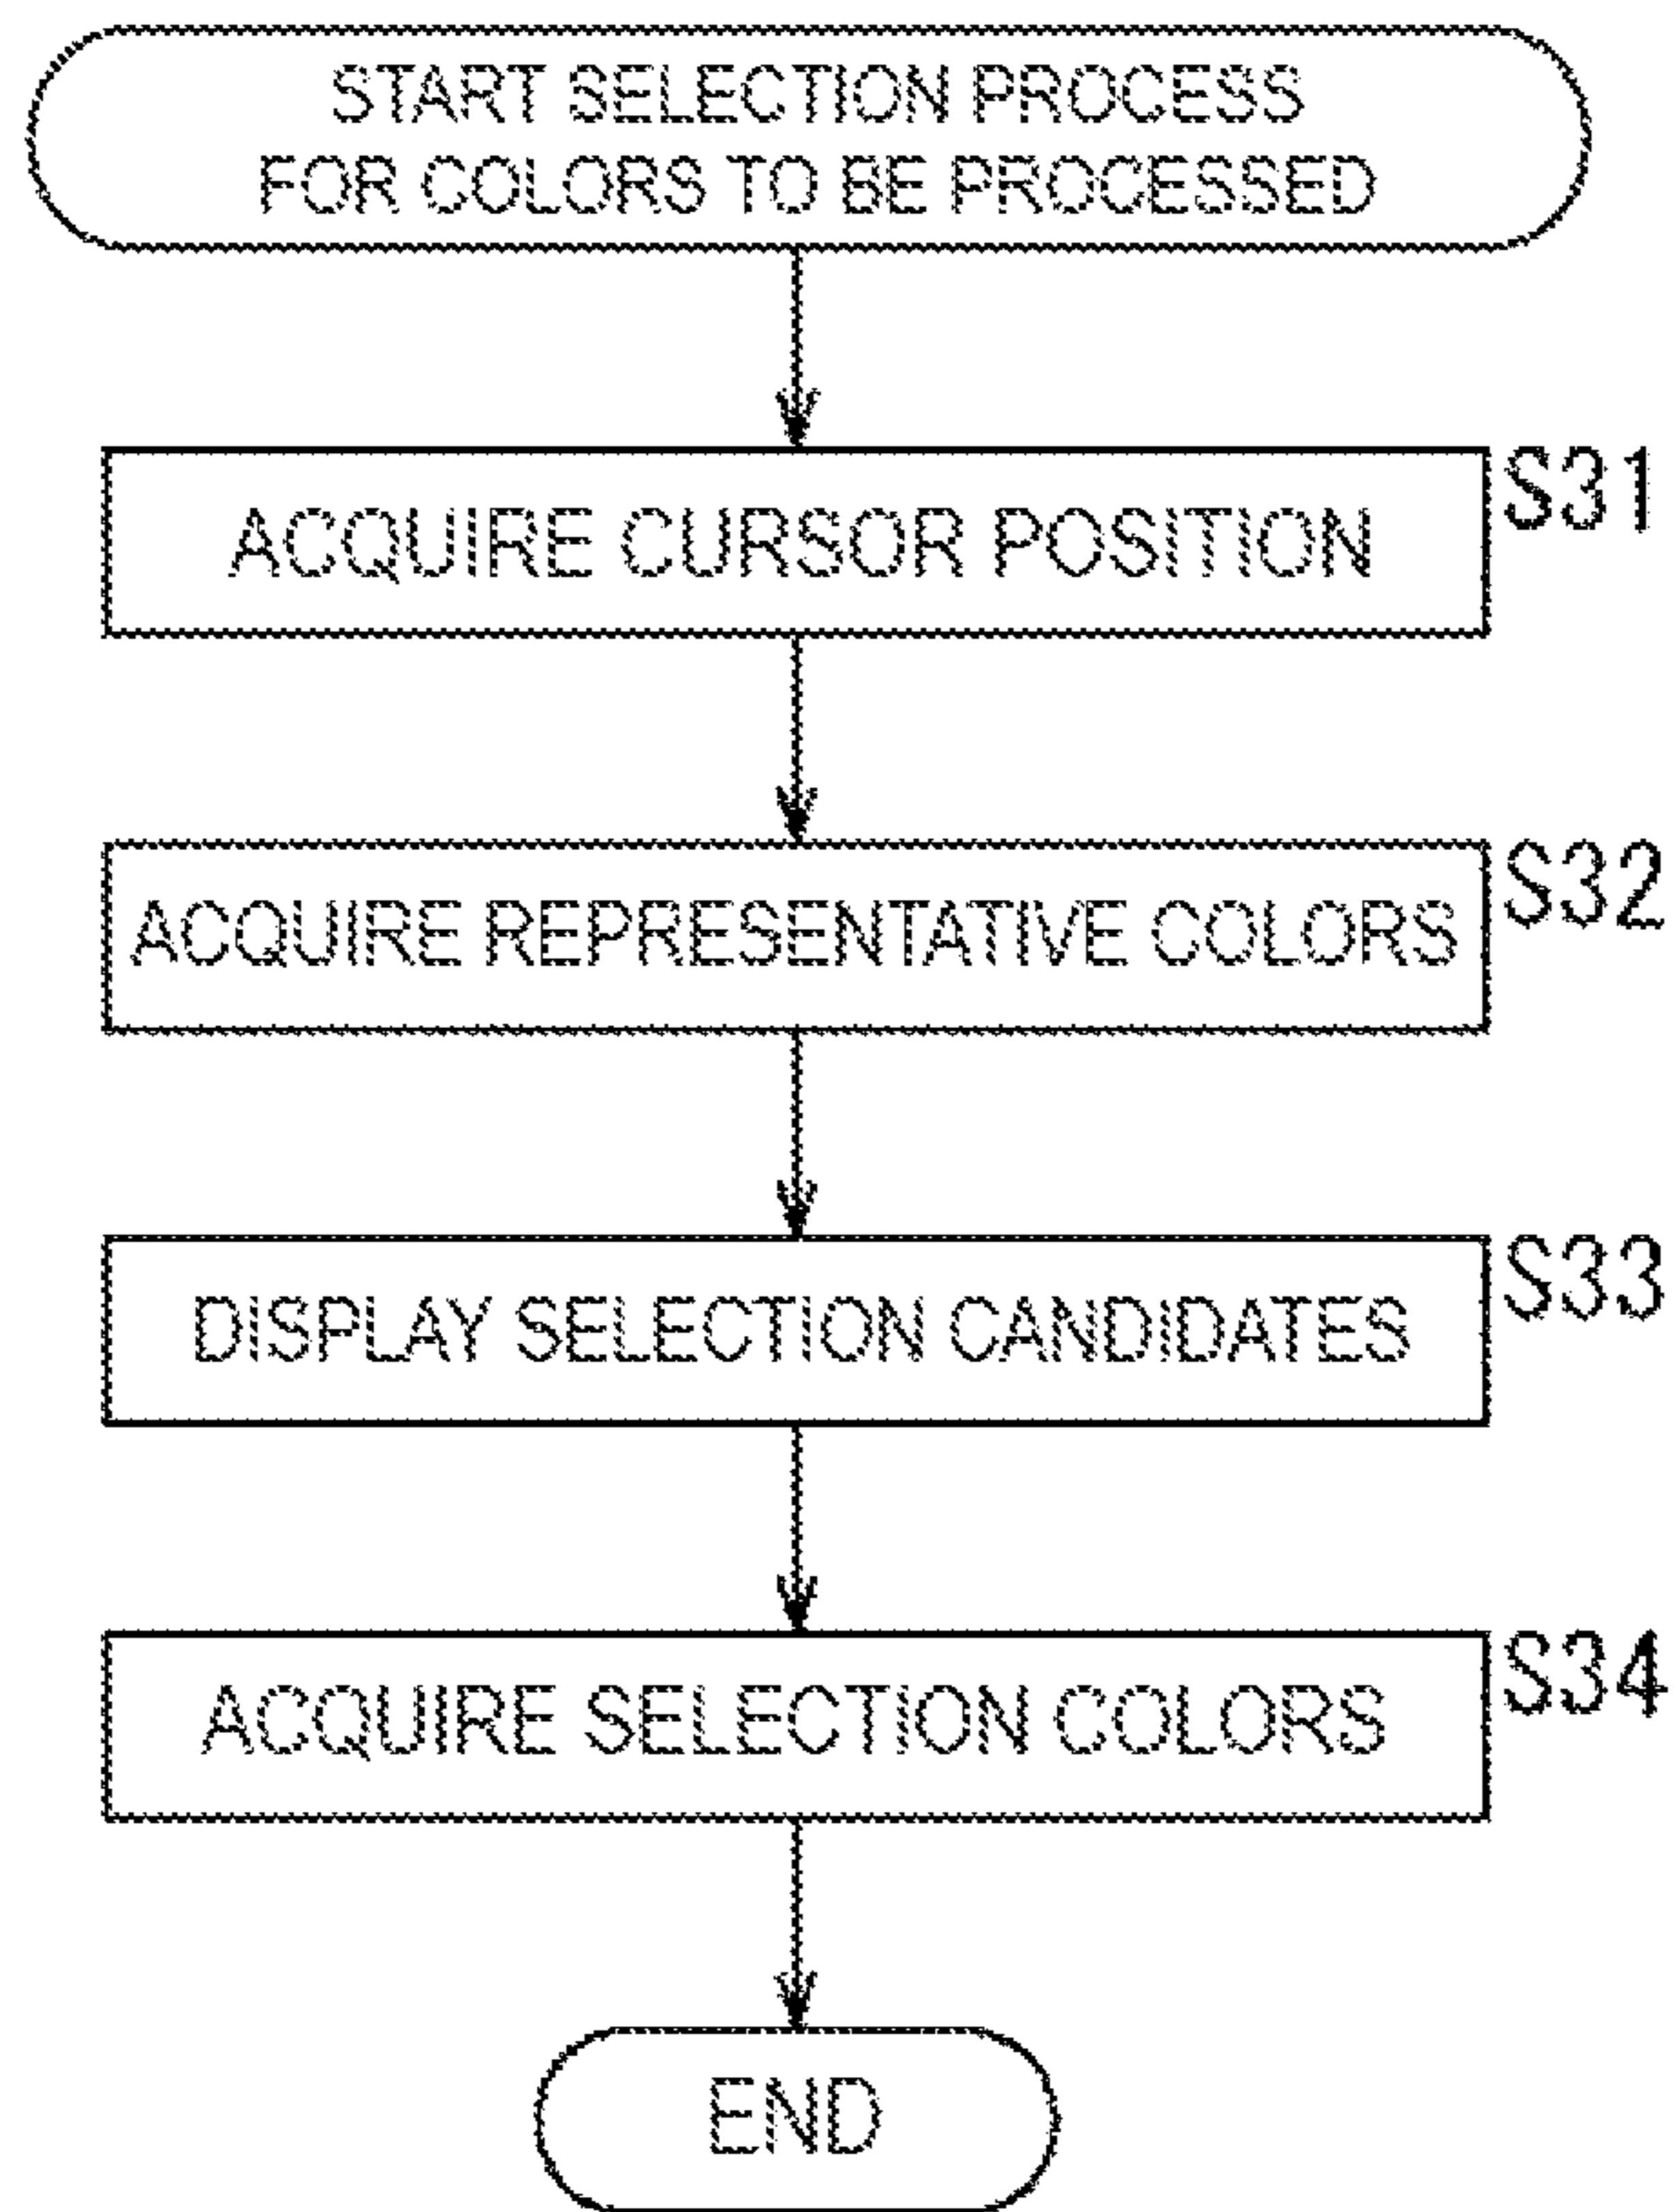 START SELECTION PROCESS
FOR COLORS TO BE PROCESSED
S31
ACQUIRE CURSOR POSITION
S32
ACQUIRE REPRESENTATIVE COLORS
S33
DISPLAY SELECTION CANDIDATES
S34
ACQUIRE SELECTION COLORS
END